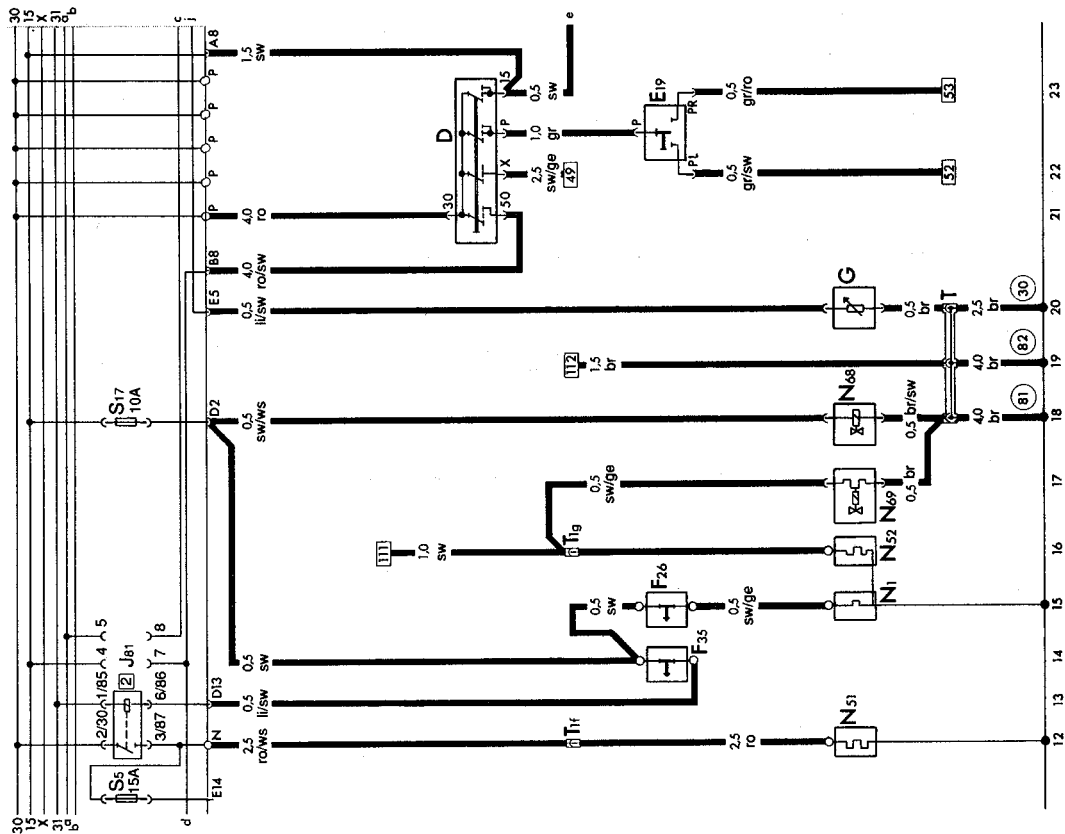 30
15
X
31
a
b
c
j
A8
P
P
P
P
P
B8
E5
D2
D13
N
E14
S17
10A
5
8
4
7
J81
2
1/85
6/86
2/30
3/87
S5
15A
30
15
X
31
a
b
d
1,5
sw
4,0
ro
4,0
ro/sw
0,5
li/sw
0,5
sw/ws
0,5
sw
0,5
li/sw
2,5
ro/ws
D
30
50
X
P
15
0,5
sw
e
1,0
gr
2,5
sw/ge
49
E19
P
PR
PL
0,5
gr/ro
0,5
gr/sw
53
52
112
1,5
br
111
1,0
sw
T1g
0,5
sw/ge
T1f
2,5
ro
0,5
sw
F26
0,5
sw/ge
F35
G
0,5
br
N68
0,5
br/sw
N69
0,5
br
N52
N1
N51
T
2,5
br
30
4,0
br
82
4,0
br
81
12
13
14
15
16
17
18
19
20
21
22
23